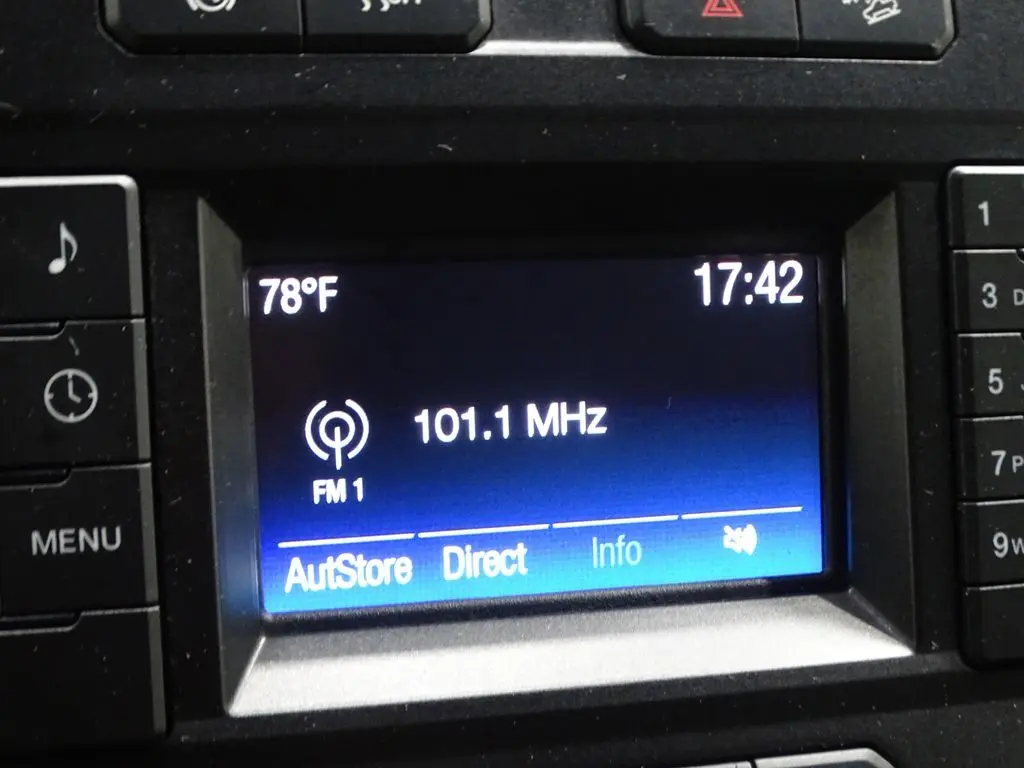 78°F
17:42
101.1 MHz
FM 1
AutStore
Direct
Info
MENU
1
3 D
5
7 P
9 W